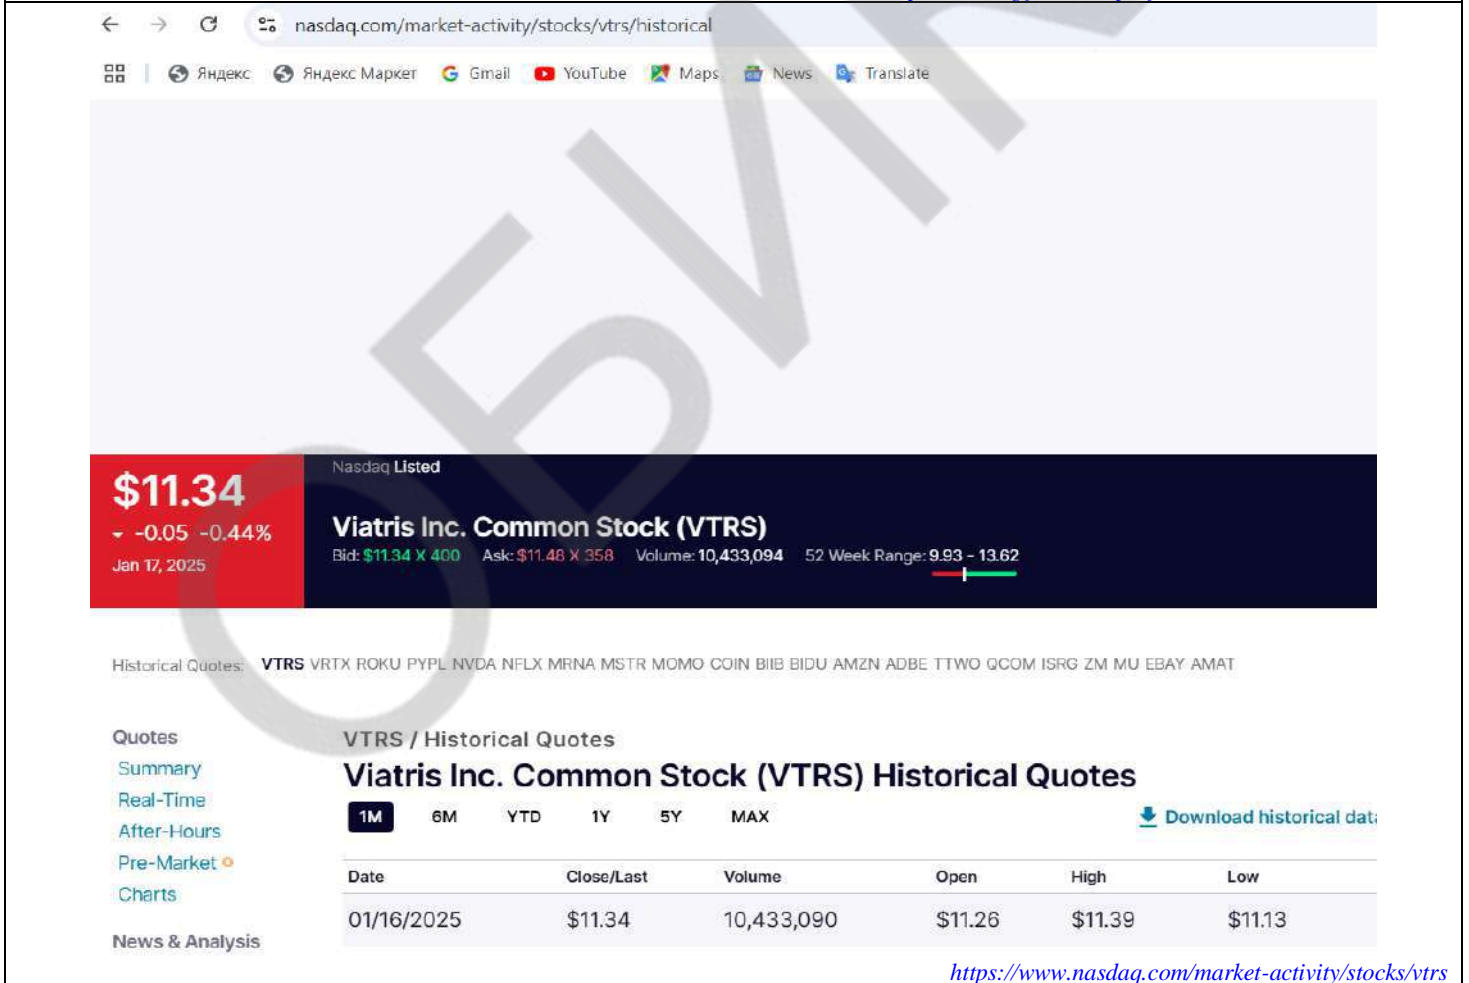 nasdaq.com/market-activity/stocks/vtrs/historical
Яндекс Яндекс Маркет Gmail YouTube Maps News Translate
ОБИ
$11.34
-0.05 -0.44%
Jan 17, 2025
Nasdaq Listed
Viatris Inc. Common Stock (VTRS)
Bid: $11.34 X 400 Ask: $11.48 X 358 Volume: 10,433,094 52 Week Range: 9.93 - 13.62
Historical Quotes: VTRS VRTX ROKU PYPL NVDA NFLX MRNA MSTR MOMO COIN BIIB BIDU AMZN ADBE TTWO QCOM ISRG ZM MU EBAY AMAT
Quotes
Summary
Real-Time
After-Hours
Pre-Market
Charts
News & Analysis
VTRS / Historical Quotes
Viatris Inc. Common Stock (VTRS) Historical Quotes
1M 6M YTD 1Y 5Y MAX
Download historical data
Date Close/Last Volume Open High Low
01/16/2025 $11.34 10,433,090 $11.26 $11.39 $11.13
https://www.nasdaq.com/market-activity/stocks/vtrs